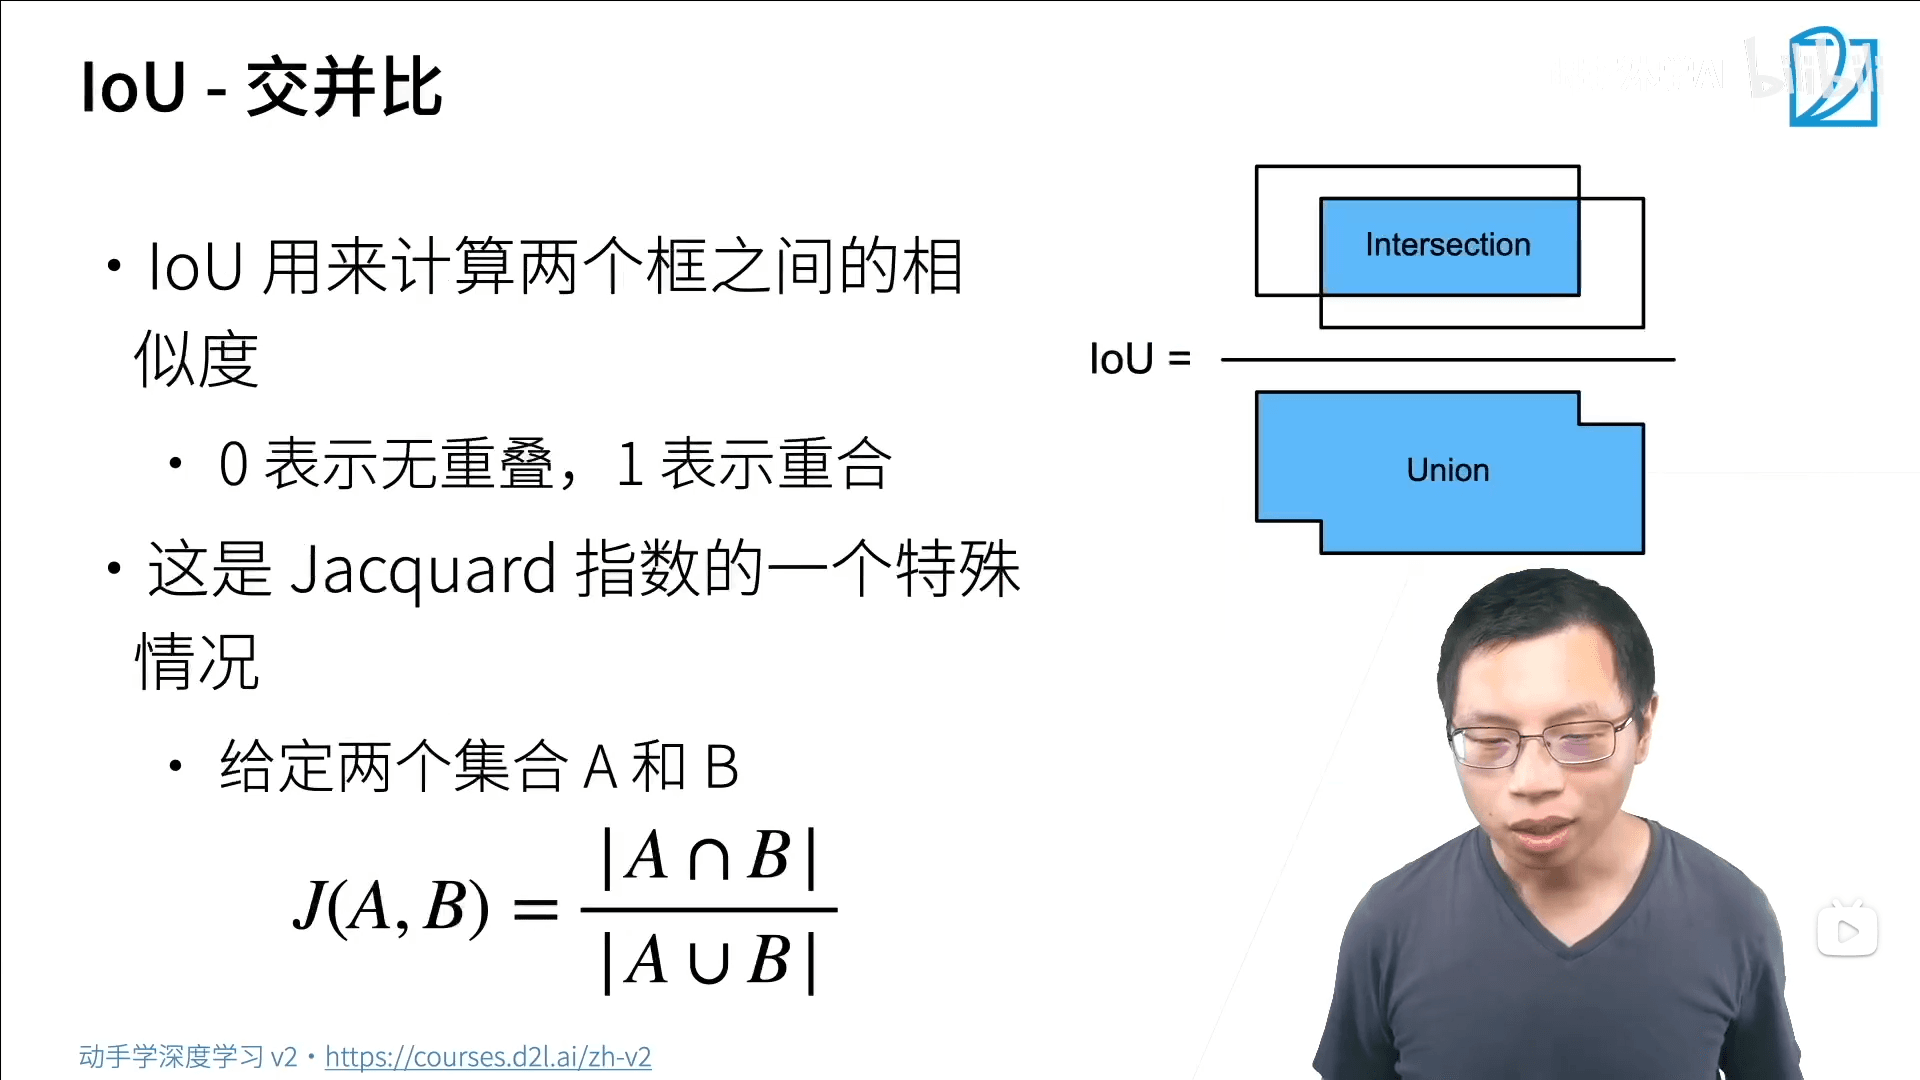 IoU - 交并比
• IoU 用来计算两个框之间的相
似度
• 0 表示无重叠，1 表示重合
• 这是 Jacquard 指数的一个特殊
情况
• 给定两个集合 A 和 B
J(A, B) = |A ∩ B| / |A ∪ B|
Intersection
IoU =
Union
动手学深度学习 v2 • https://courses.d2l.ai/zh-v2
bilibili